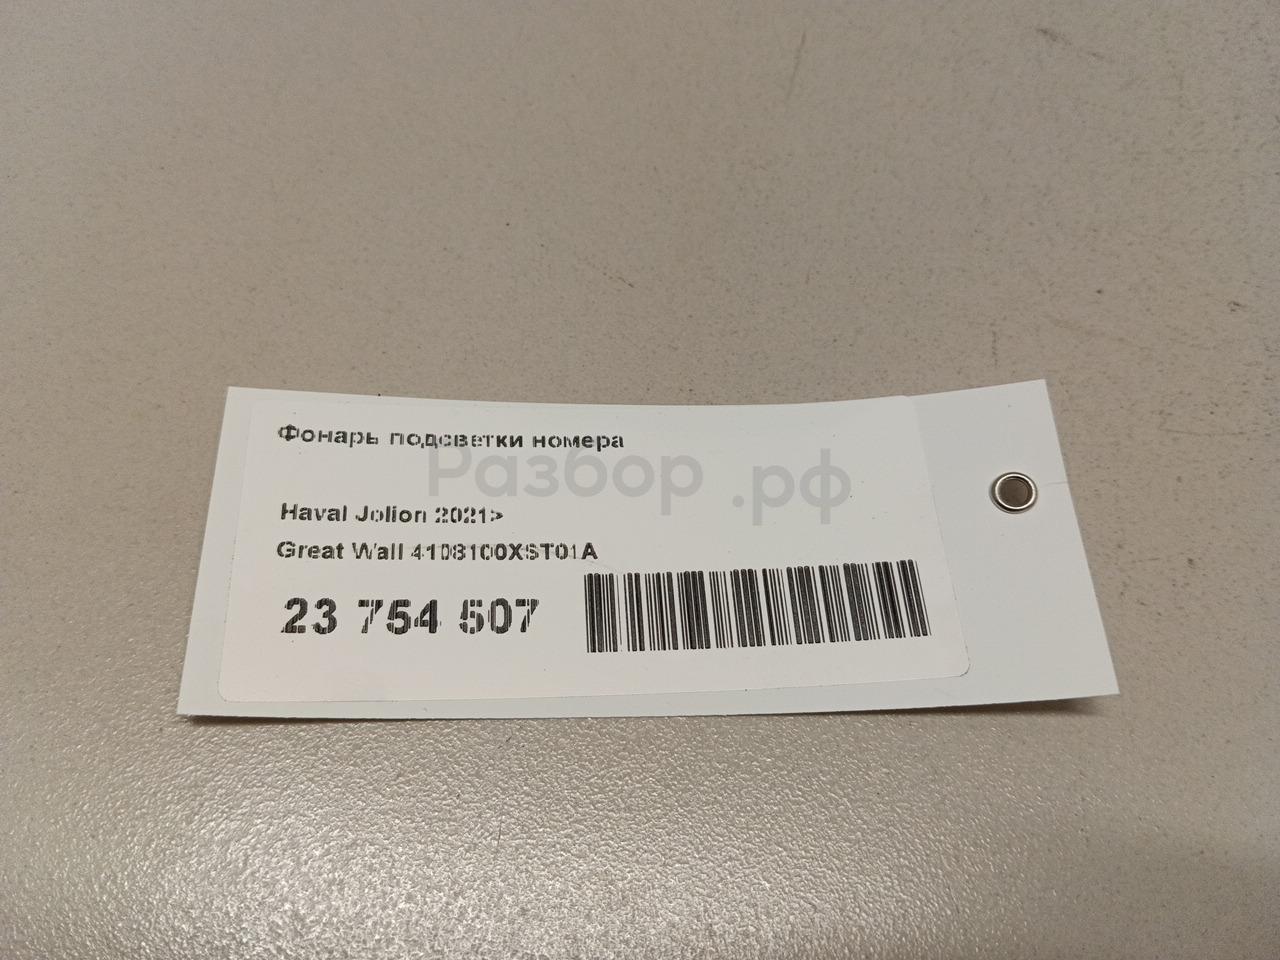 Фонарь подсветки номера
Разбор.рф
Haval Jolion 2021>
Great Wall 4108100XST01A
23 754 507